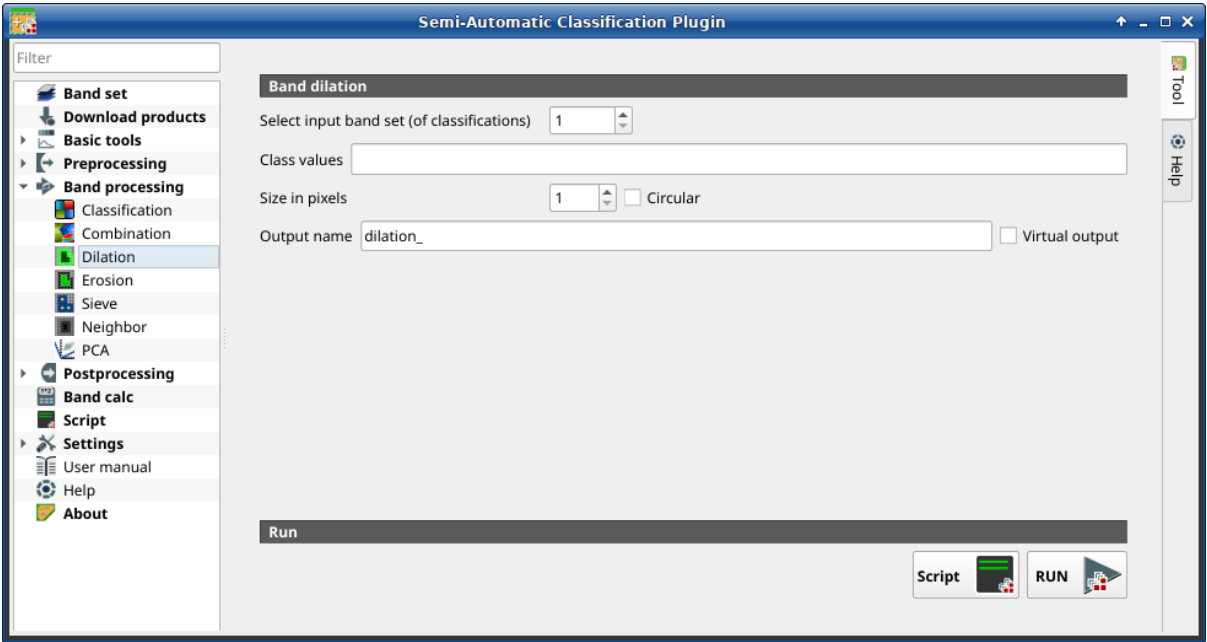 Semi-Automatic Classification Plugin
Filter
Band set
Download products
Basic tools
Preprocessing
Band processing
Classification
Combination
Dilation
Erosion
Sieve
Neighbor
PCA
Postprocessing
Band calc
Script
Settings
User manual
Help
About
Band dilation
Select input band set (of classifications) 1
Class values
Size in pixels 1 Circular
Output name dilation_ Virtual output
Run
Script RUN
Tool
Help